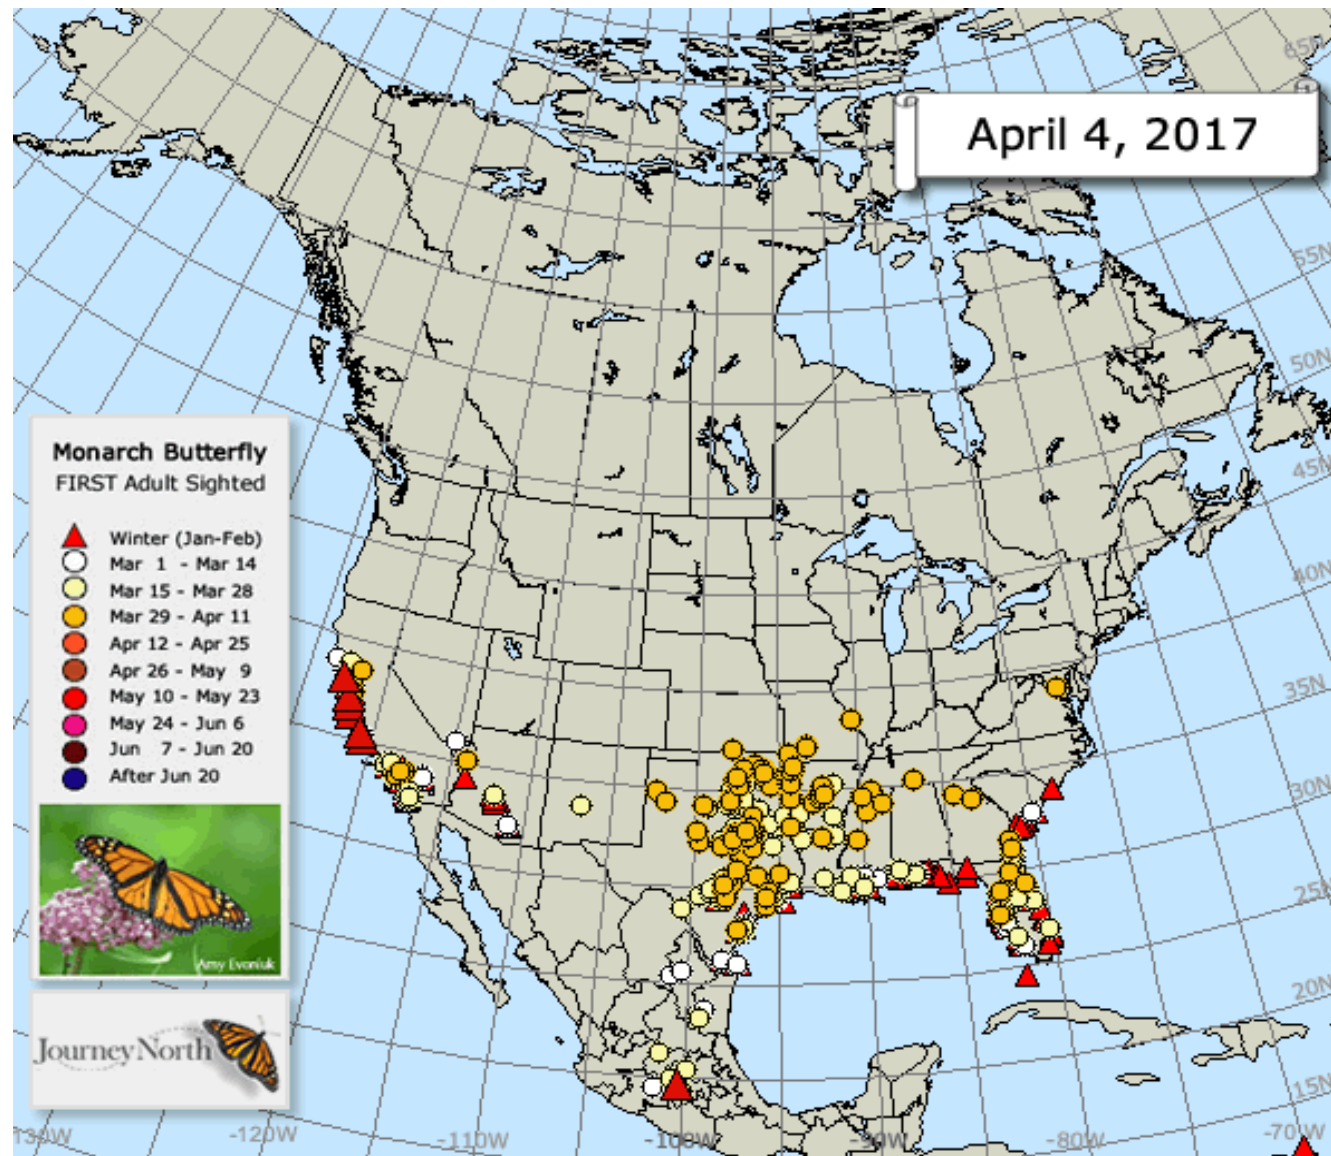 April 4, 2017
65N
55N
50N
45N
40N
35N
30N
25N
20N
15N
Monarch Butterfly
FIRST Adult Sighted
Winter (Jan-Feb)
Mar 1 - Mar 14
Mar 15 - Mar 28
Mar 29 - Apr 11
Apr 12 - Apr 25
Apr 26 - May 9
May 10 - May 23
May 24 - Jun 6
Jun 7 - Jun 20
After Jun 20
Amy Evoniuk
Journey North
130W -120W -110W -100W -90W -80W -70W